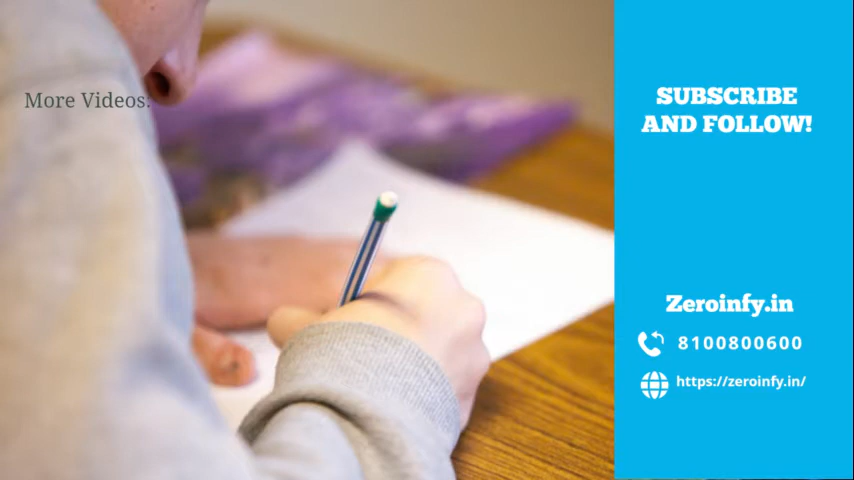 More Videos:
SUBSCRIBE
AND FOLLOW!
Zeroinfy.in
8100800600
https://zeroinfy.in/